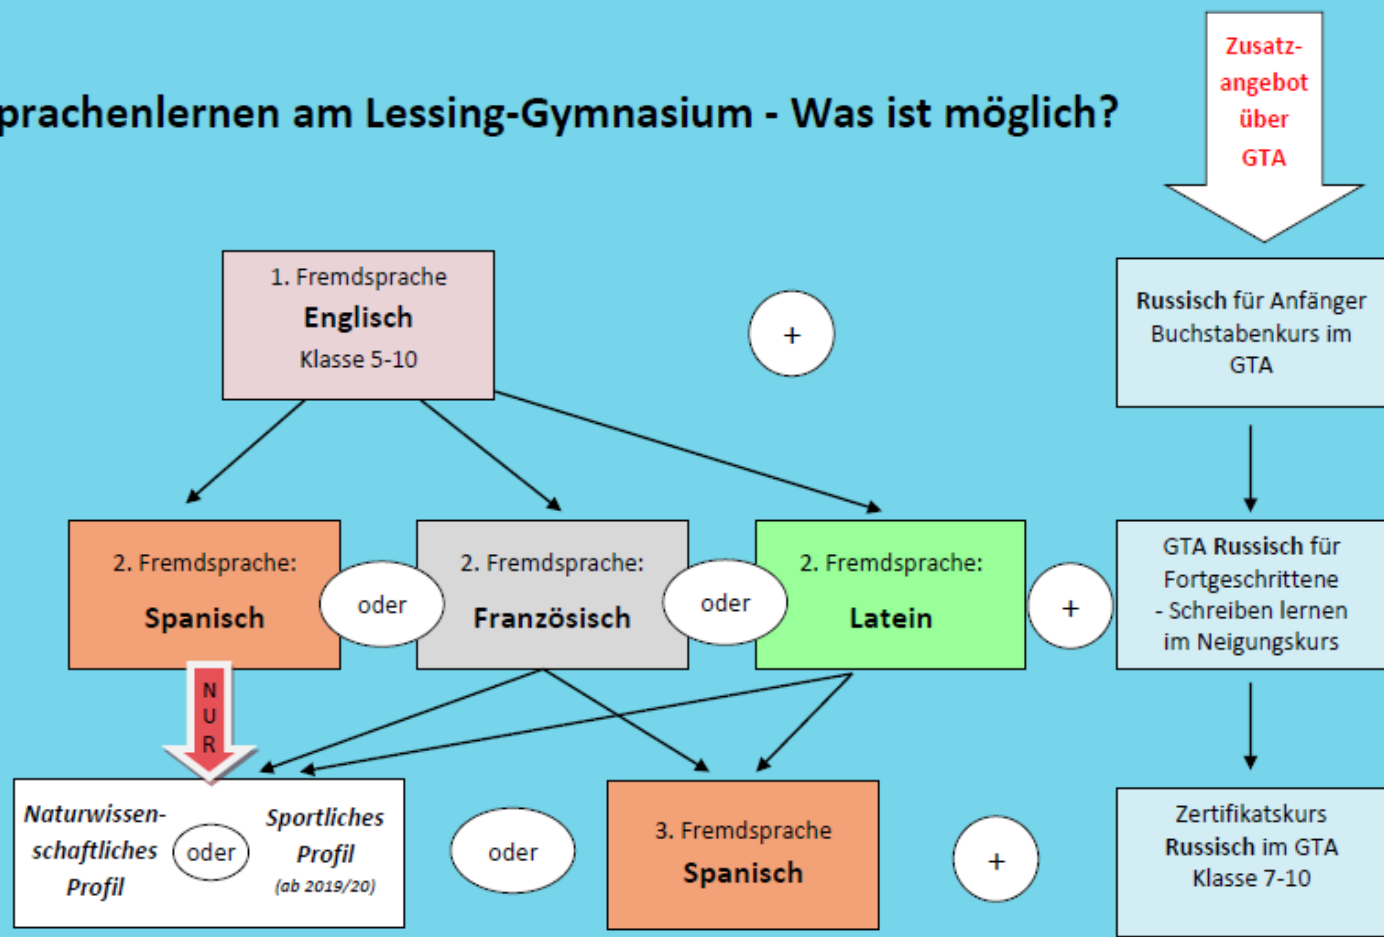 prachenlernen am Lessing-Gymnasium - Was ist möglich?
Zusatz-
angebot
über
GTA
1. Fremdsprache
Englisch
Klasse 5-10
+
Russisch für Anfänger
Buchstabenkurs im
GTA
2. Fremdsprache:
Spanisch
oder
2. Fremdsprache:
Französisch
oder
2. Fremdsprache:
Latein
+
GTA Russisch für
Fortgeschrittene
- Schreiben lernen
im Neigungskurs
N
U
R
Naturwissen-
schaftliches
Profil
oder
Sportliches
Profil
(ab 2019/20)
oder
3. Fremdsprache
Spanisch
+
Zertifikatskurs
Russisch im GTA
Klasse 7-10